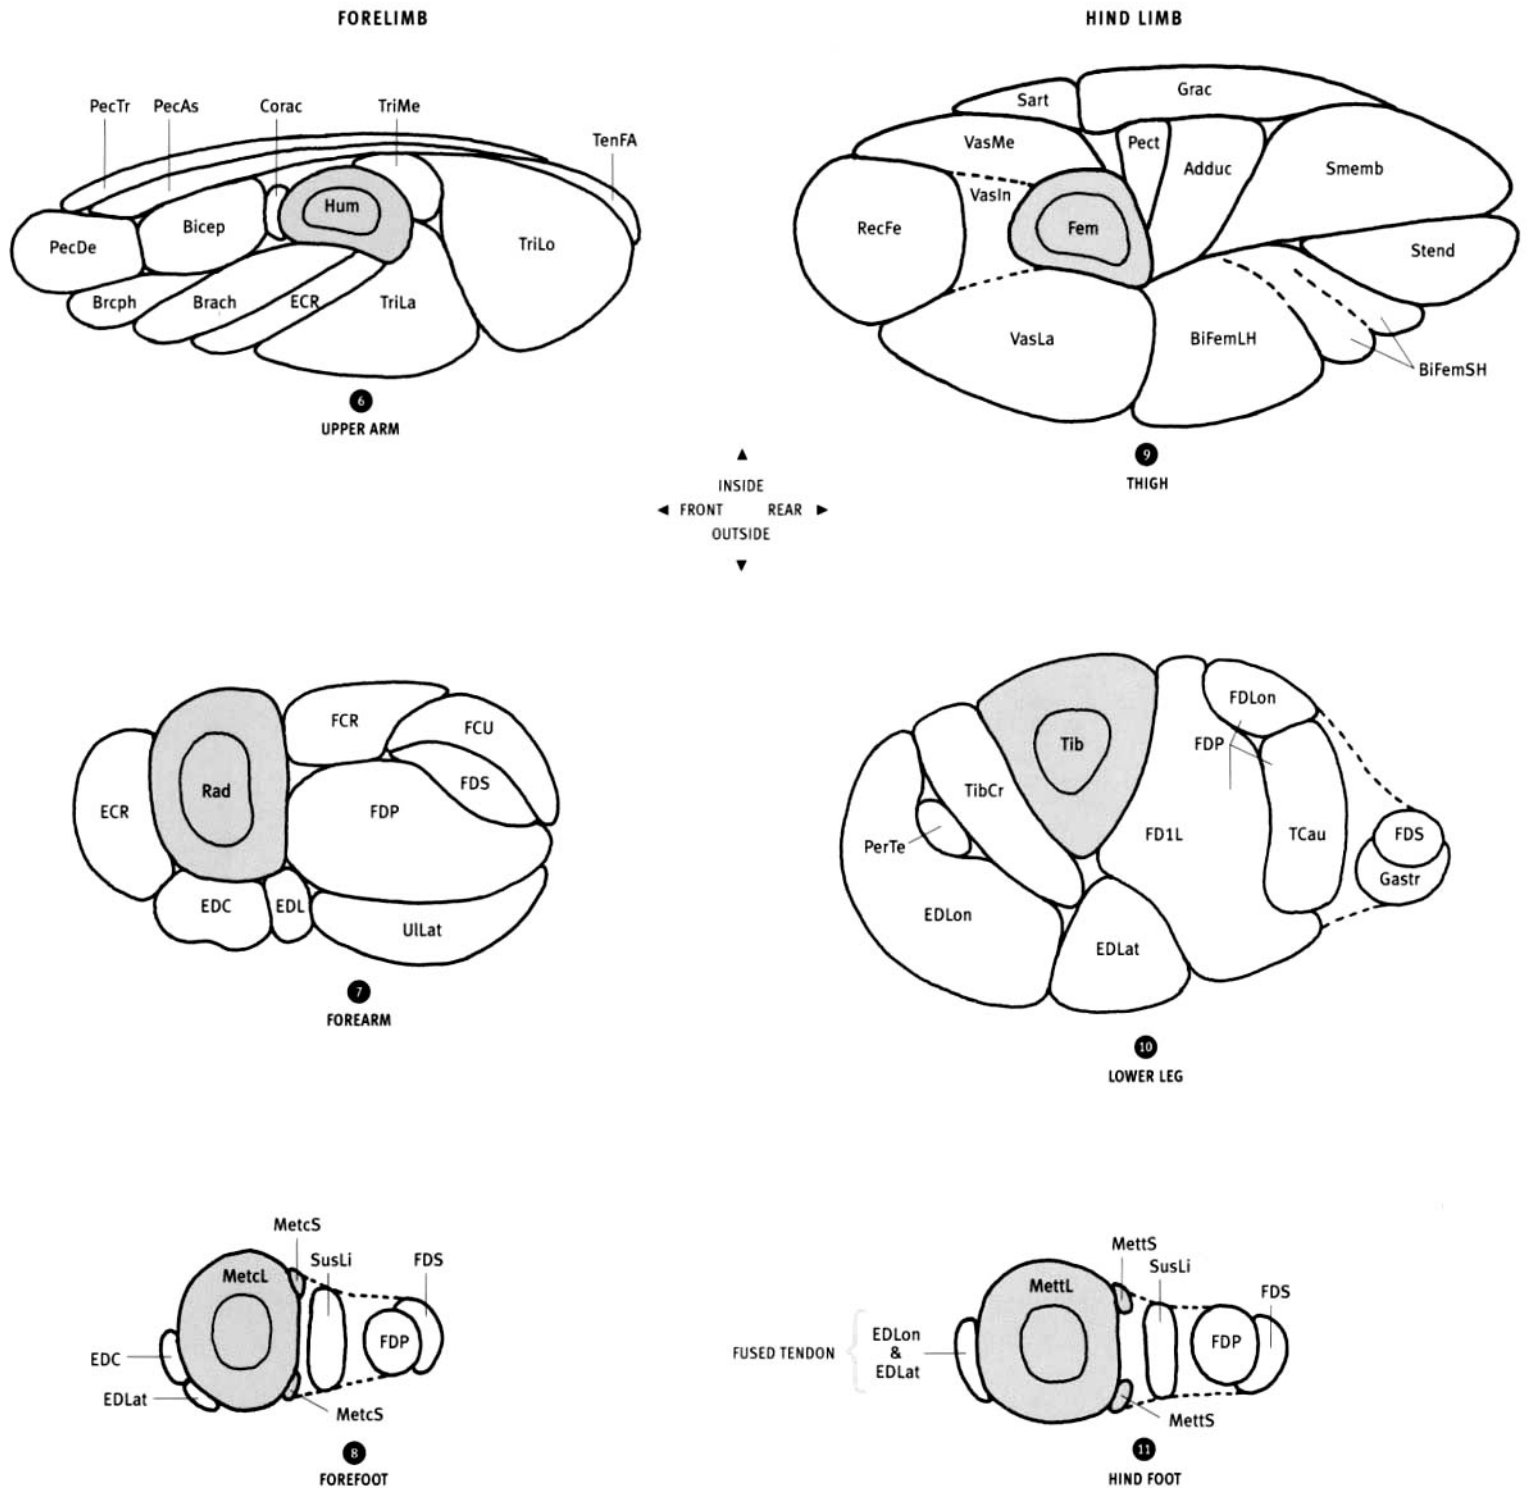 FORELIMB
HIND LIMB
PecTr
PecAs
Corac
TriMe
TenFA
Hum
Bicep
PecDe
TriLo
Brcph
Brach
ECR
TriLa
6
UPPER ARM
Sart
Grac
VasMe
Pect
Adduc
Smemb
VasIn
RecFe
Fem
Stend
VasLa
BiFemLH
BiFemSH
9
THIGH
INSIDE
FRONT
REAR
OUTSIDE
FCR
FCU
FDS
Rad
ECR
FDP
EDC
EDL
UlLat
7
FOREARM
FDLon
FDP
Tib
TibCr
PerTe
FD1L
TCau
FDS
Gastr
EDLon
EDLat
10
LOWER LEG
MetcS
SusLi
FDS
MetcL
FDP
EDC
EDLat
MetcS
8
FOREFOOT
MettS
SusLi
FDS
MettL
FUSED TENDON
EDLon
&
EDLat
FDP
MettS
11
HIND FOOT